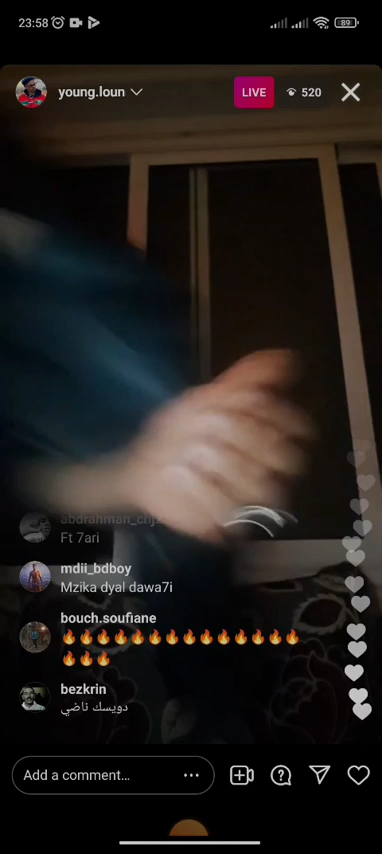 23:58
89
young.loun
LIVE
520
Ft 7ari
mdii_bdboy
Mzika dyal dawa7i
bouch.soufiane
🔥🔥🔥🔥🔥🔥🔥🔥🔥🔥🔥🔥🔥🔥
🔥🔥🔥
bezkrin
دويسك ناضي
Add a comment...